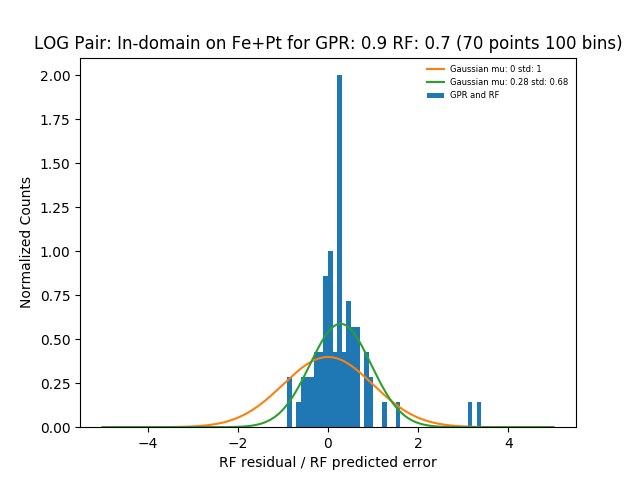 LOG Pair: In-domain on Fe+Pt for GPR: 0.9 RF: 0.7 (70 points 100 bins)
Gaussian mu: 0 std: 1
Gaussian mu: 0.28 std: 0.68
GPR and RF
Normalized Counts
2.00
1.75
1.50
1.25
1.00
0.75
0.50
0.25
0.00
−4 −2 0 2 4
RF residual / RF predicted error